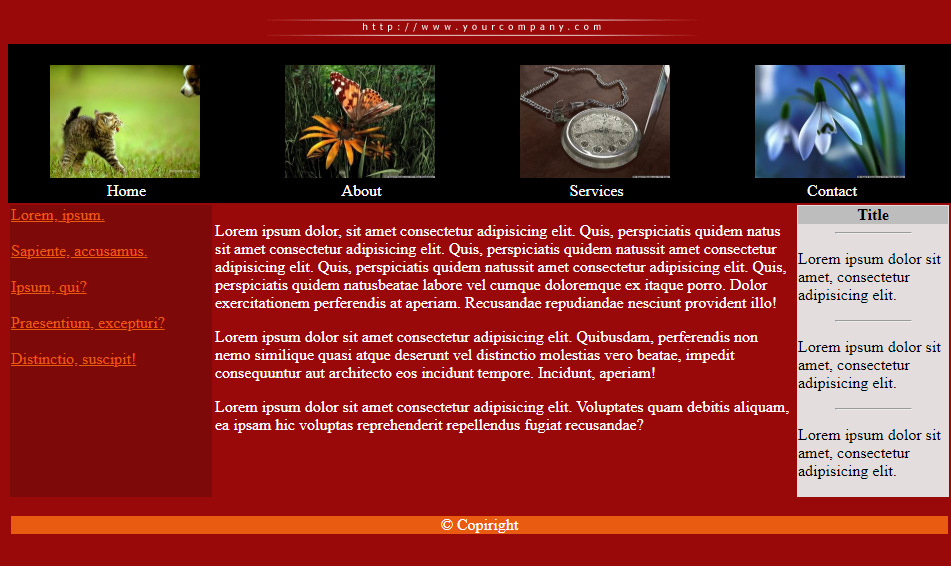 http://www.yourcompany.com
Home
About
Services
Contact
Lorem, ipsum.
Sapiente, accusamus.
Ipsum, qui?
Praesentium, excepturi?
Distinctio, suscipit!
Lorem ipsum dolor, sit amet consectetur adipisicing elit. Quis, perspiciatis quidem natus
sit amet consectetur adipisicing elit. Quis, perspiciatis quidem natussit amet consectetur
adipisicing elit. Quis, perspiciatis quidem natussit amet consectetur adipisicing elit. Quis,
perspiciatis quidem natusbeatae labore vel cumque doloremque ex itaque porro. Dolor
exercitationem perferendis at aperiam. Recusandae repudiandae nesciunt provident illo!
Lorem ipsum dolor sit amet consectetur adipisicing elit. Quibusdam, perferendis non
nemo similique quasi atque deserunt vel distinctio molestias vero beatae, impedit
consequuntur aut architecto eos incidunt tempore. Incidunt, aperiam!
Lorem ipsum dolor sit amet consectetur adipisicing elit. Voluptates quam debitis aliquam,
ea ipsam hic voluptas reprehenderit repellendus fugiat recusandae?
Title
Lorem ipsum dolor sit
amet, consectetur
adipisicing elit.
Lorem ipsum dolor sit
amet, consectetur
adipisicing elit.
Lorem ipsum dolor sit
amet, consectetur
adipisicing elit.
© Copiright